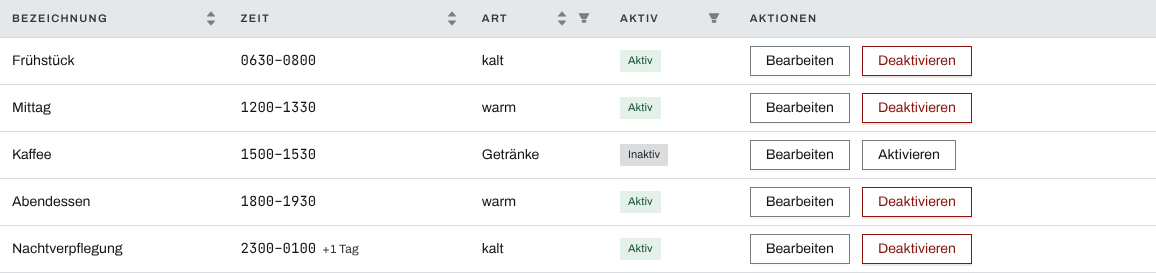 BEZEICHNUNG ZEIT ART AKTIV AKTIONEN
Frühstück 0630–0800 kalt Aktiv Bearbeiten Deaktivieren
Mittag 1200–1330 warm Aktiv Bearbeiten Deaktivieren
Kaffee 1500–1530 Getränke Inaktiv Bearbeiten Aktivieren
Abendessen 1800–1930 warm Aktiv Bearbeiten Deaktivieren
Nachtverpflegung 2300–0100 +1 Tag kalt Aktiv Bearbeiten Deaktivieren